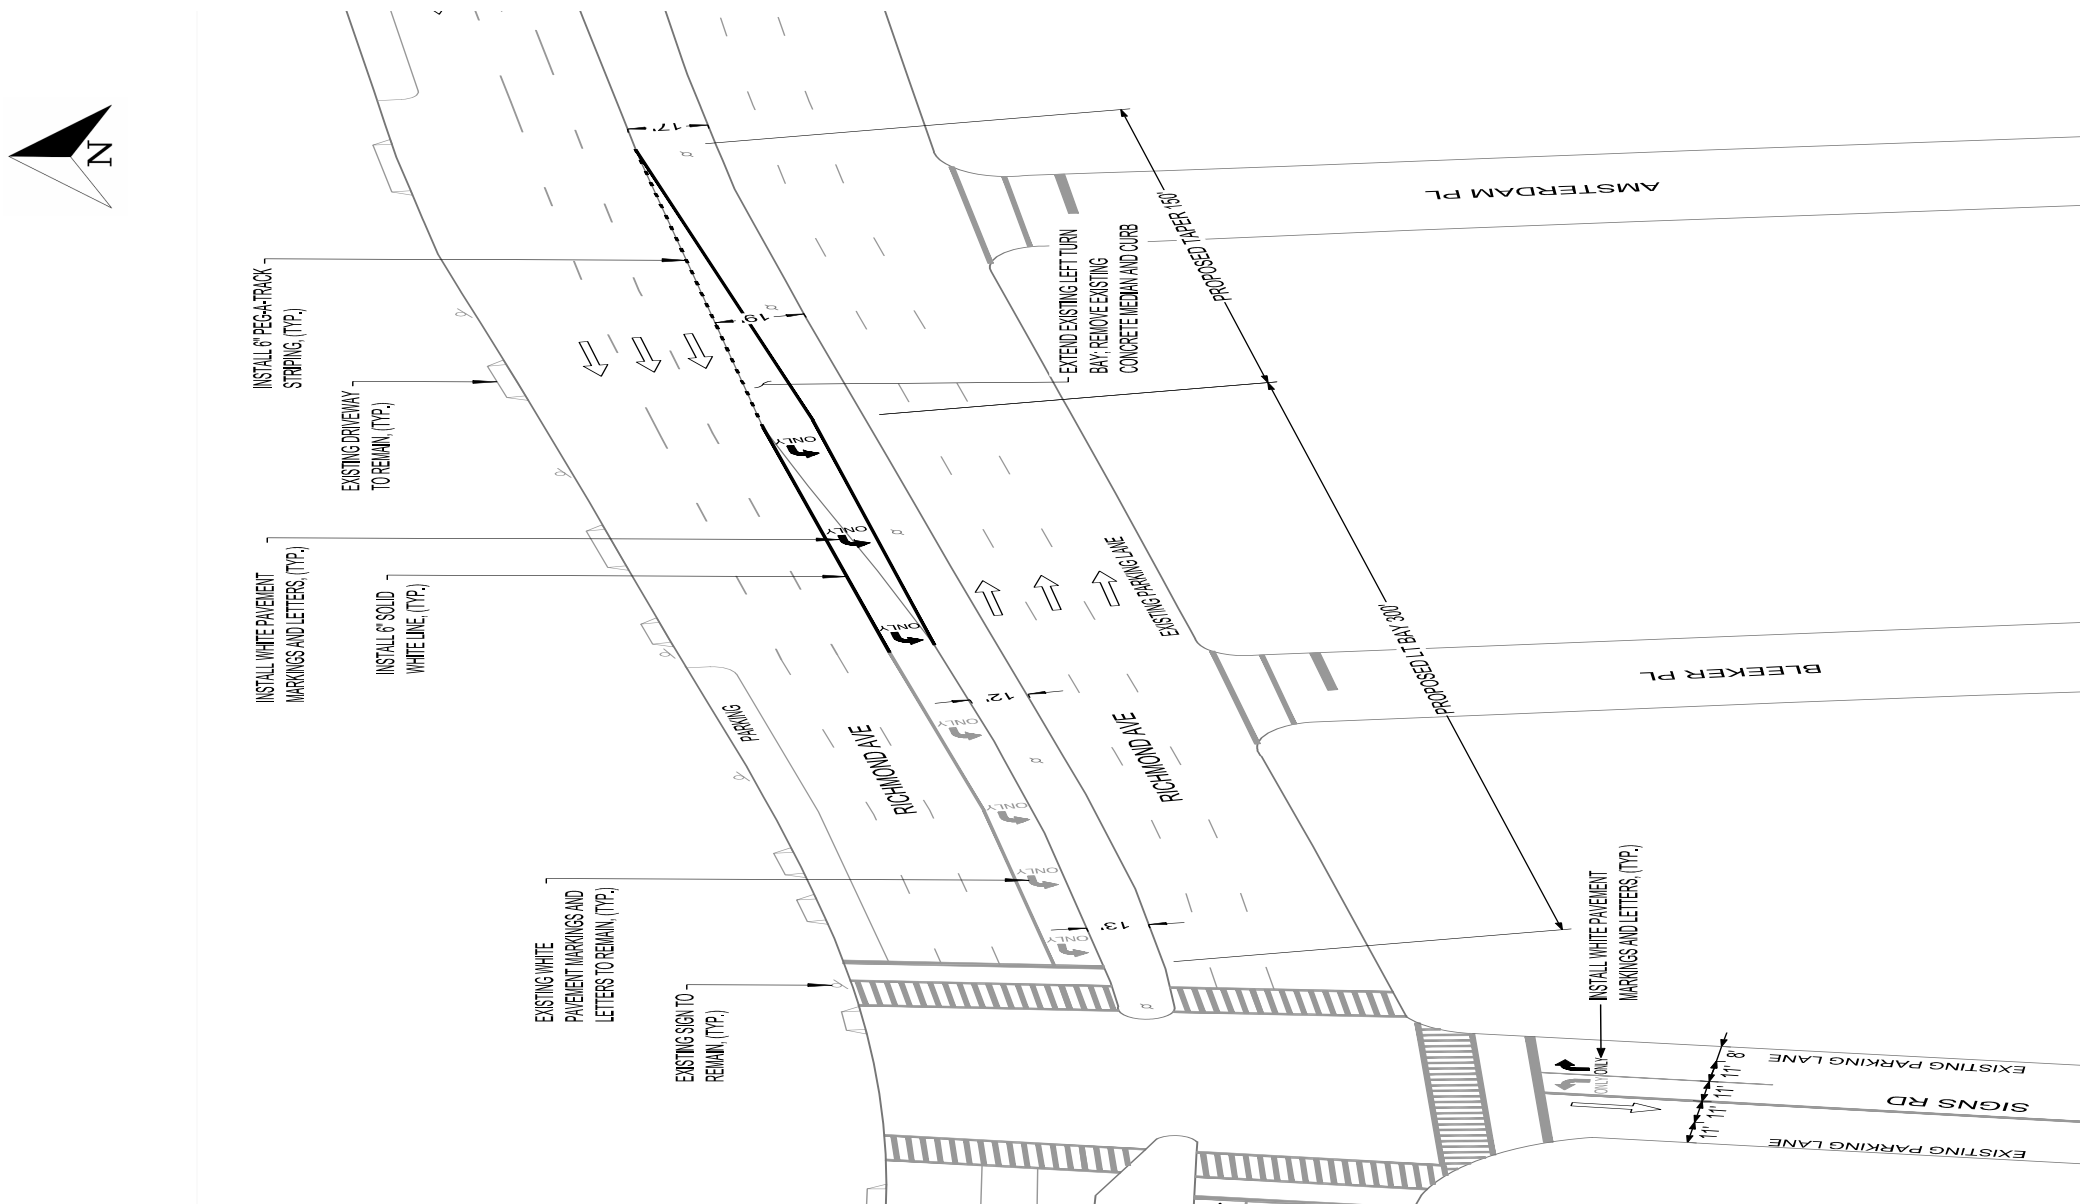 N
17'
AMSTERDAM PL
PROPOSED TAPER 150'
INSTALL 6" PEG-A-TRACK
STRIPING, (TYP.)
EXTEND EXISTING LEFT TURN
BAY; REMOVE EXISTING
CONCRETE MEDIAN AND CURB
19'
EXISTING DRIVEWAY
TO REMAIN, (TYP.)
ONLY
ONLY
ONLY
INSTALL WHITE PAVEMENT
MARKINGS AND LETTERS, (TYP.)
INSTALL 6" SOLID
WHITE LINE, (TYP.)
EXISTING PARKING LANE
PROPOSED LT BAY 300'
BLEEKER PL
12'
PARKING
RICHMOND AVE
RICHMOND AVE
ONLY
ONLY
ONLY
ONLY
13'
EXISTING WHITE
PAVEMENT MARKINGS AND
LETTERS TO REMAIN, (TYP.)
EXISTING SIGN TO
REMAIN, (TYP.)
INSTALL WHITE PAVEMENT
MARKINGS AND LETTERS, (TYP.)
ONLY
ONLY
8'
11'
11'
11'
11'
EXISTING PARKING LANE
SIGNS RD
EXISTING PARKING LANE